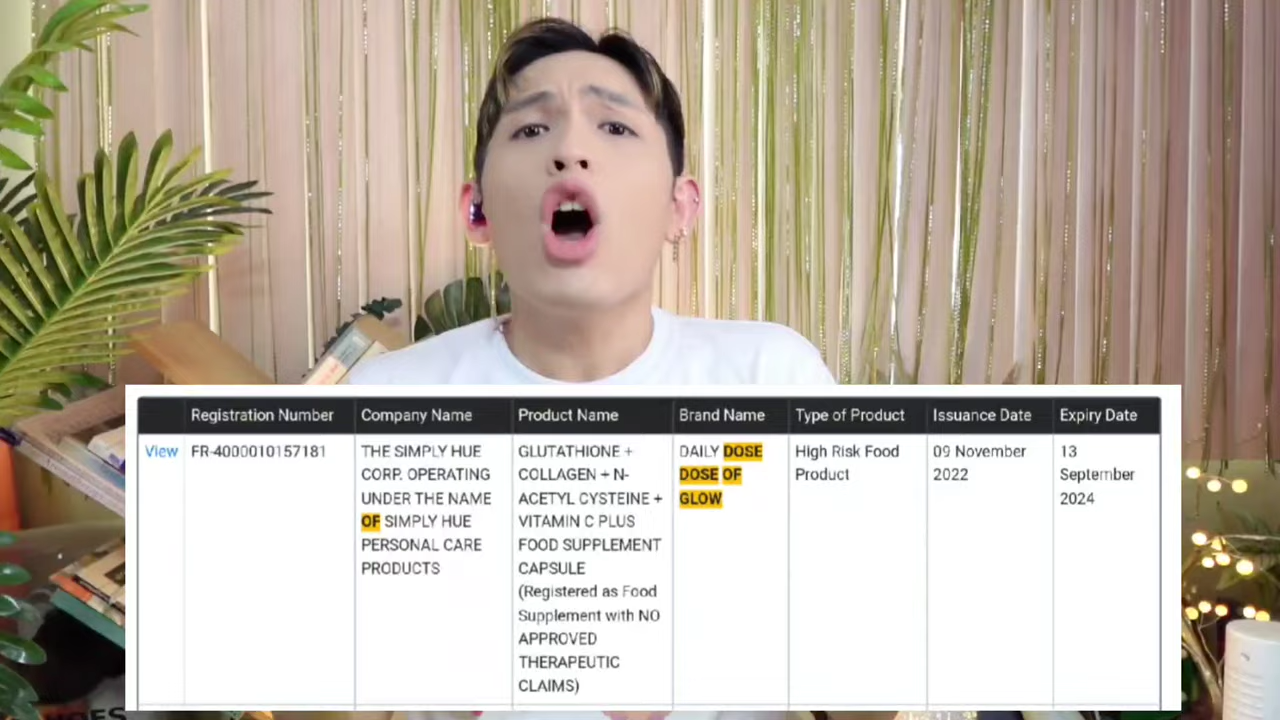 Registration Number
Company Name
Product Name
Brand Name
Type of Product
Issuance Date
Expiry Date
View
FR-4000010157181
THE SIMPLY HUE
CORP. OPERATING
UNDER THE NAME
OF SIMPLY HUE
PERSONAL CARE
PRODUCTS
GLUTATHIONE +
COLLAGEN + N-
ACETYL CYSTEINE +
VITAMIN C PLUS
FOOD SUPPLEMENT
CAPSULE
(Registered as Food
Supplement with NO
APPROVED
THERAPEUTIC
CLAIMS)
DAILY DOSE
DOSE OF
GLOW
High Risk Food
Product
09 November
2022
13
September
2024